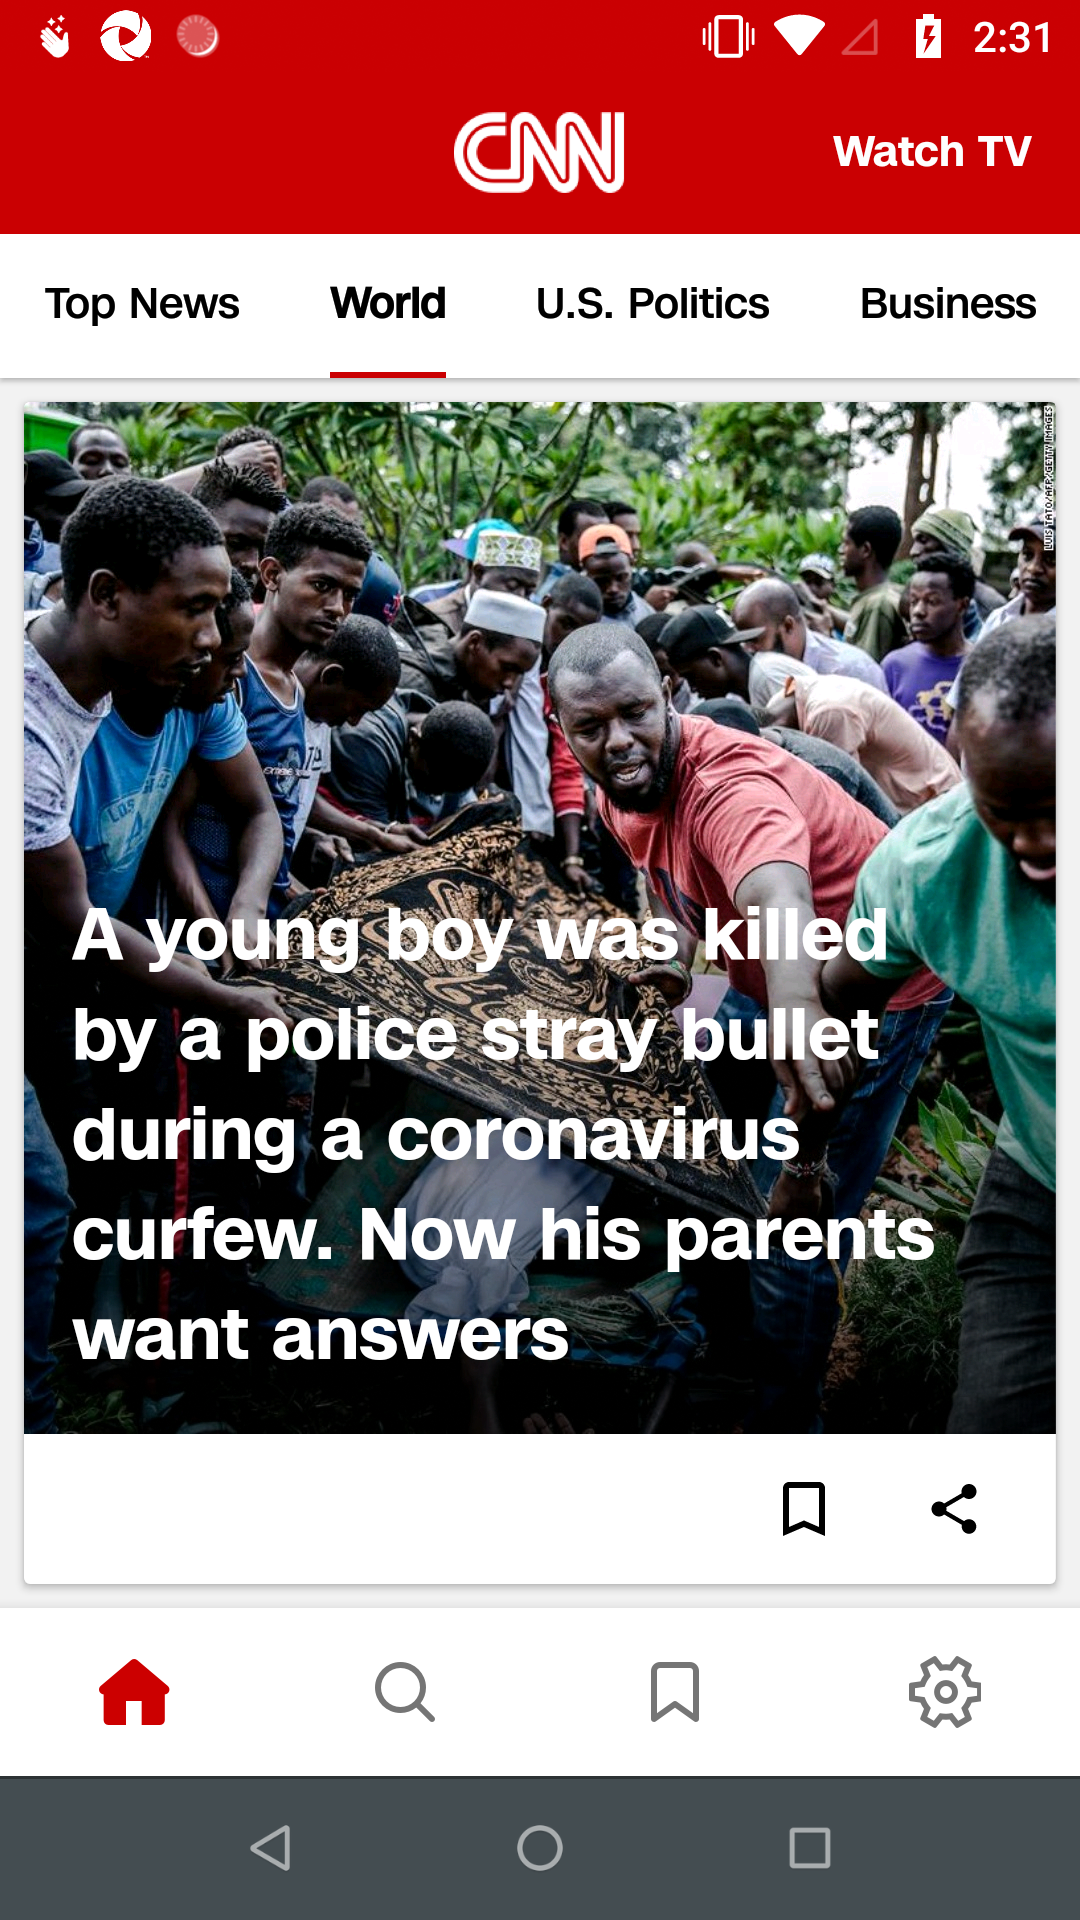 2:31
CNN
Watch TV
Top News
World
U.S. Politics
Business
LUIS TATO/AFP/GETTY IMAGES
A young boy was killed
by a police stray bullet
during a coronavirus
curfew. Now his parents
want answers